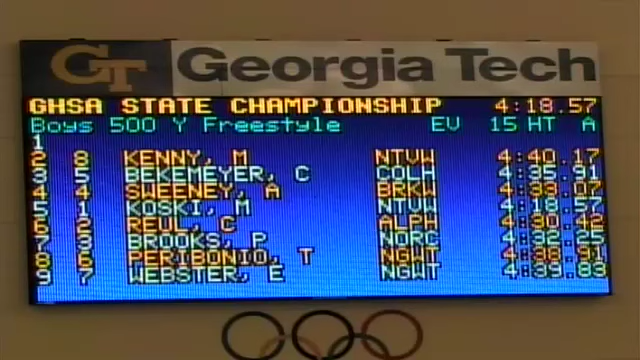 GT Georgia Tech
GHSA STATE CHAMPIONSHIP 4:18.57
Boys 500 Y Freestyle EV 15 HT A
1
2 8 KENNY, M NTVW 4:40.17
3 5 BEKEMEYER, C COLH 4:35.91
4 4 SWEENEY, A BRKW 4:33.07
5 1 KOSKI, M NTVW 4:18.57
6 2 REUL, C ALPH 4:30.42
7 3 BROOKS, P NORC 4:32.25
8 6 PERIBONIO, T NGWT 4:38.91
9 7 WEBSTER, E NGWT 4:39.83